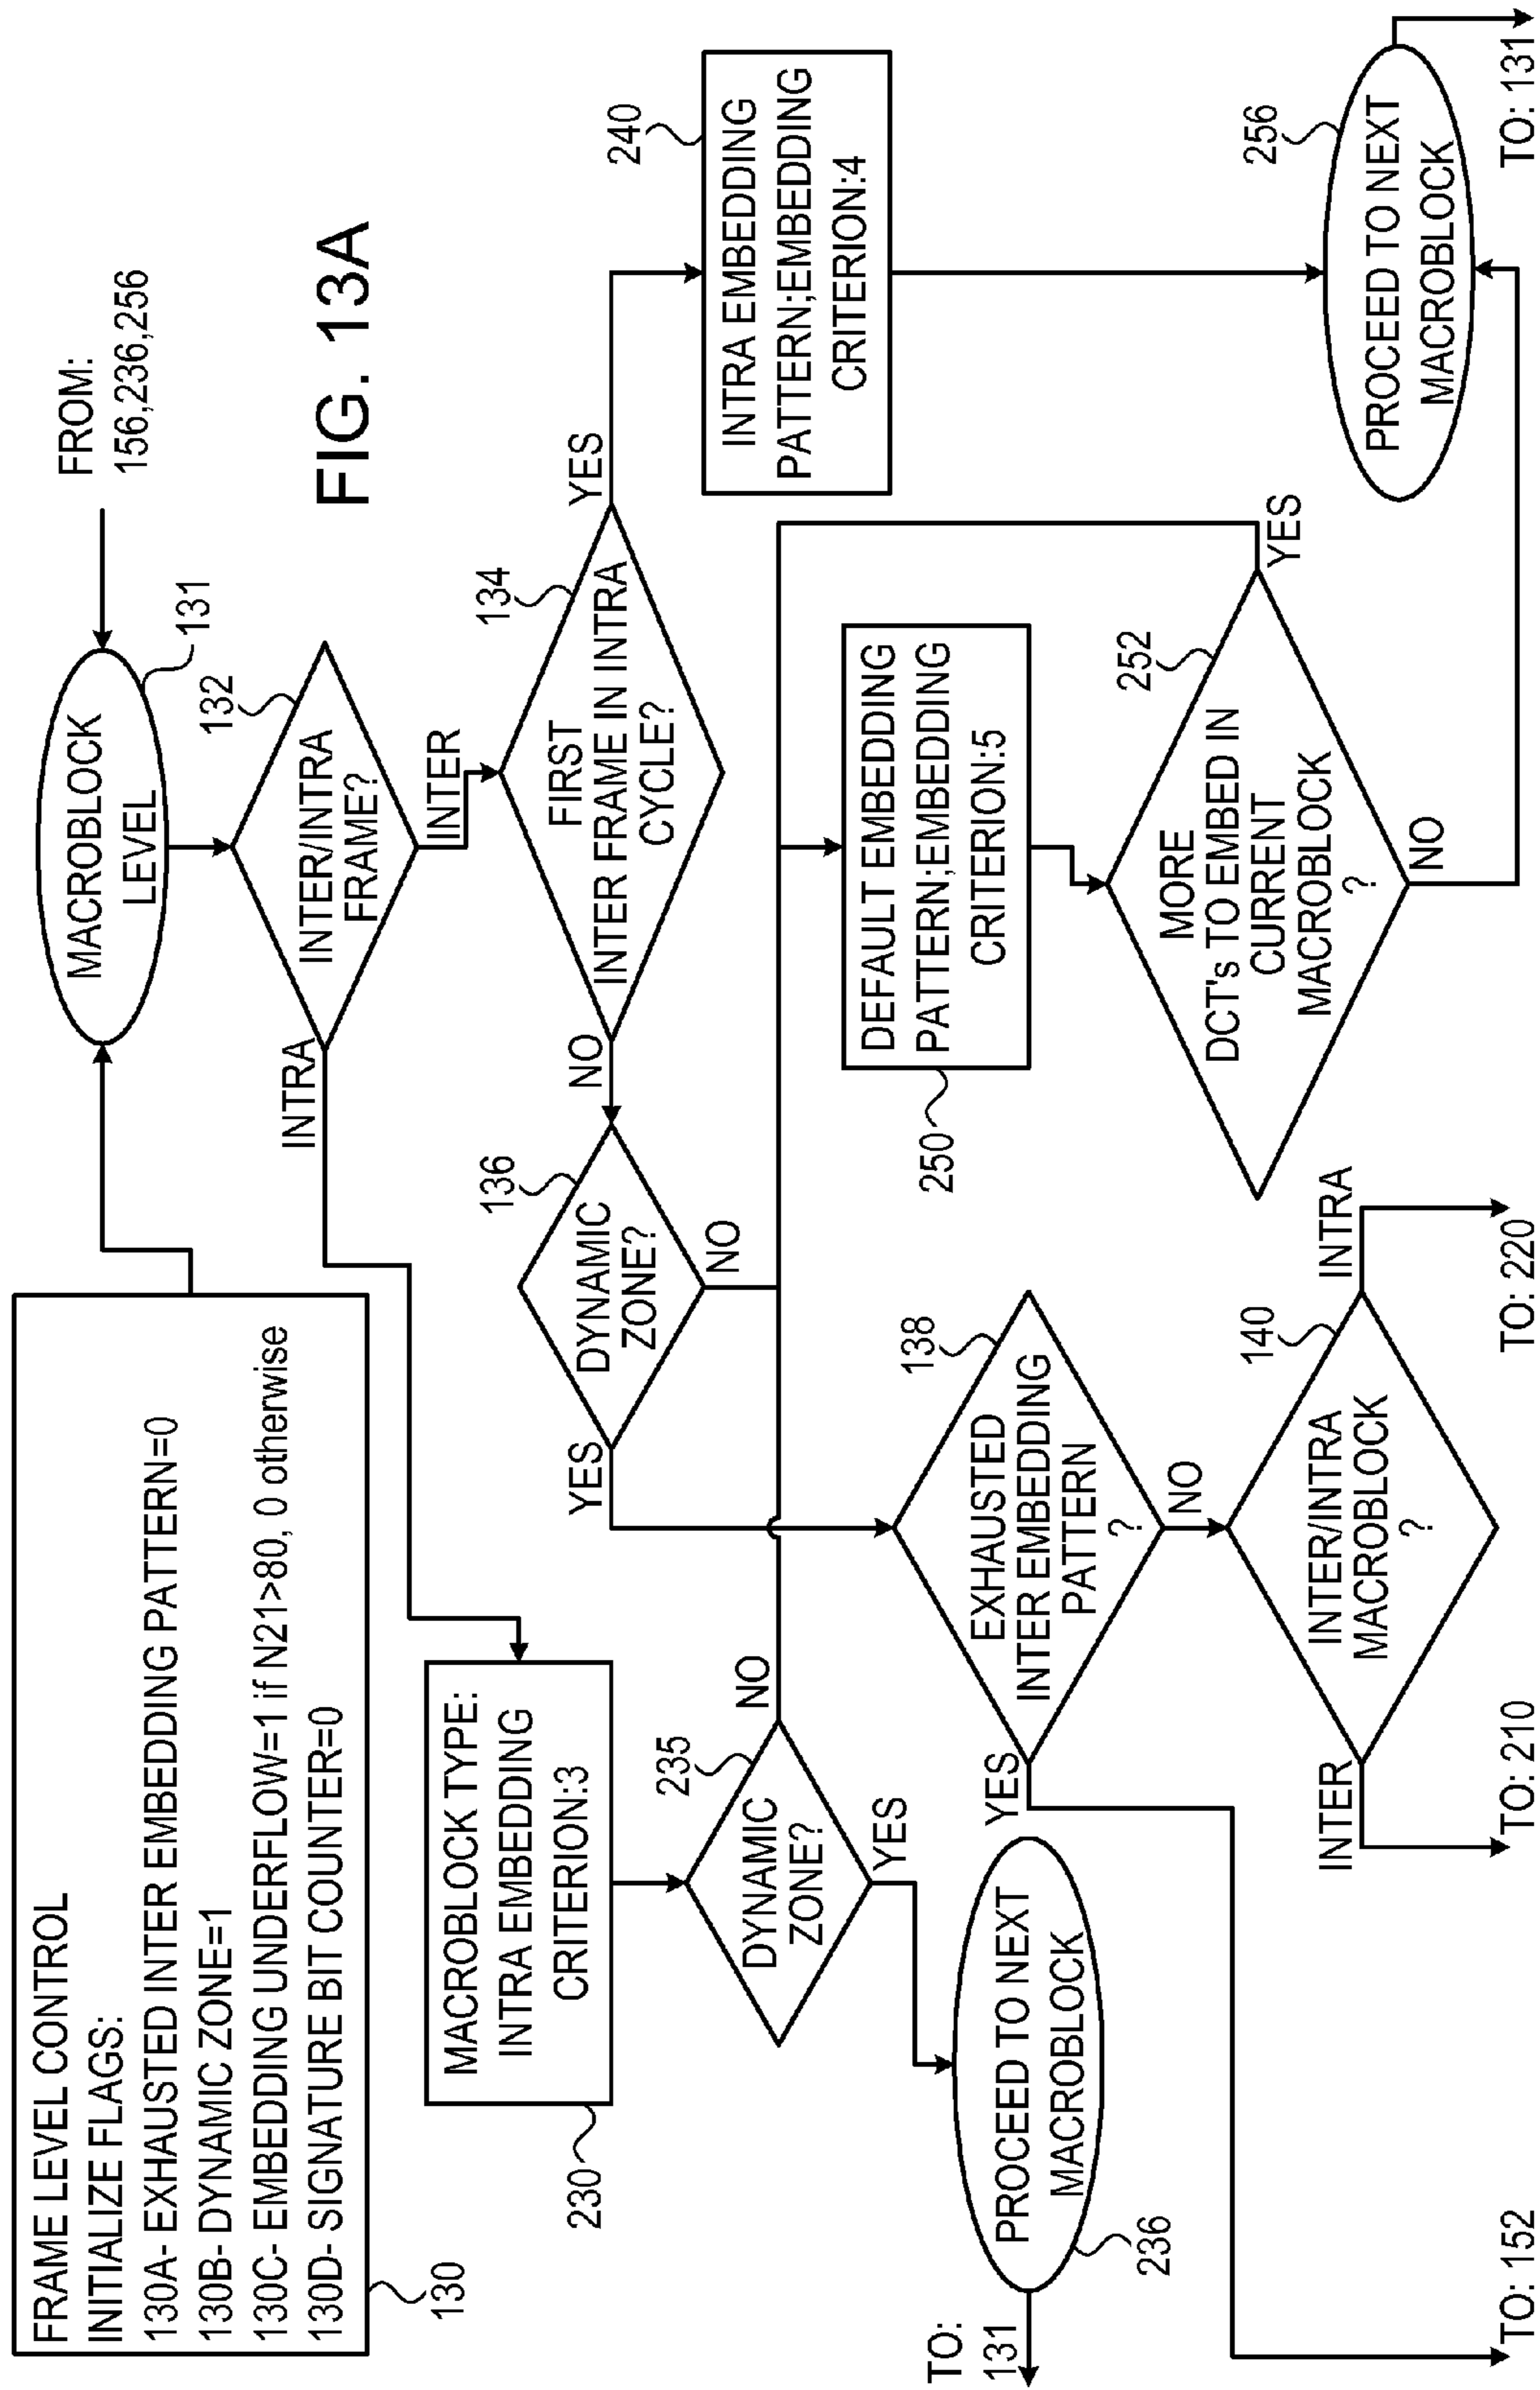 FRAME LEVEL CONTROL
INITIALIZE FLAGS:
130A- EXHAUSTED INTER EMBEDDING PATTERN=0
130B- DYNAMIC ZONE=1
130C- EMBEDDING UNDERFLOW=1 if N21>80, 0 otherwise
130D- SIGNATURE BIT COUNTER=0
130
FROM:
156,236,256
MACROBLOCK
LEVEL
131
FIG. 13A
INTER/INTRA
FRAME?
132
INTRA
INTER
FIRST
INTER FRAME IN INTRA
CYCLE?
134
YES
NO
DYNAMIC
ZONE?
136
YES
NO
MACROBLOCK TYPE:
INTRA EMBEDDING
CRITERION:3
230
DYNAMIC
ZONE?
235
NO
YES
INTRA EMBEDDING
PATTERN;EMBEDDING
CRITERION:4
240
DEFAULT EMBEDDING
PATTERN;EMBEDDING
CRITERION:5
250
EXHAUSTED
INTER EMBEDDING
PATTERN
?
138
YES
NO
PROCEED TO NEXT
MACROBLOCK
236
TO:
131
MORE
DCT's TO EMBED IN
CURRENT
MACROBLOCK
?
252
YES
NO
INTER/INTRA
MACROBLOCK
?
140
INTER
INTRA
PROCEED TO NEXT
MACROBLOCK
256
TO: 152
TO: 210
TO: 220
TO: 131